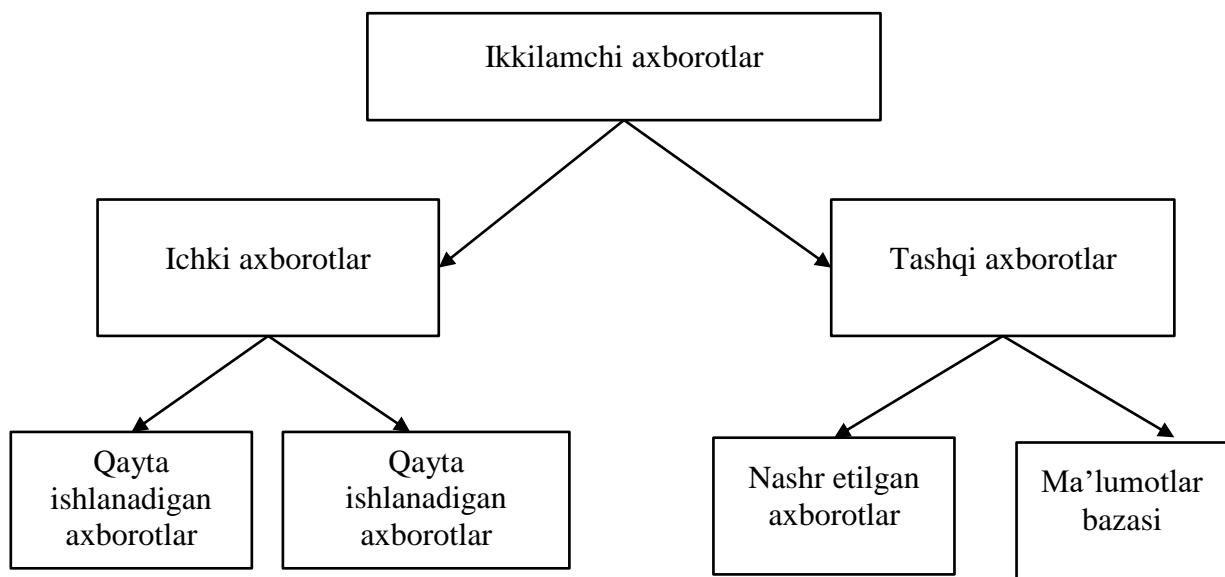 Ikkilamchi axborotlar
Ichki axborotlar
Tashqi axborotlar
Qayta
ishlanadigan
axborotlar
Qayta
ishlanadigan
axborotlar
Nashr etilgan
axborotlar
Ma’lumotlar
bazasi